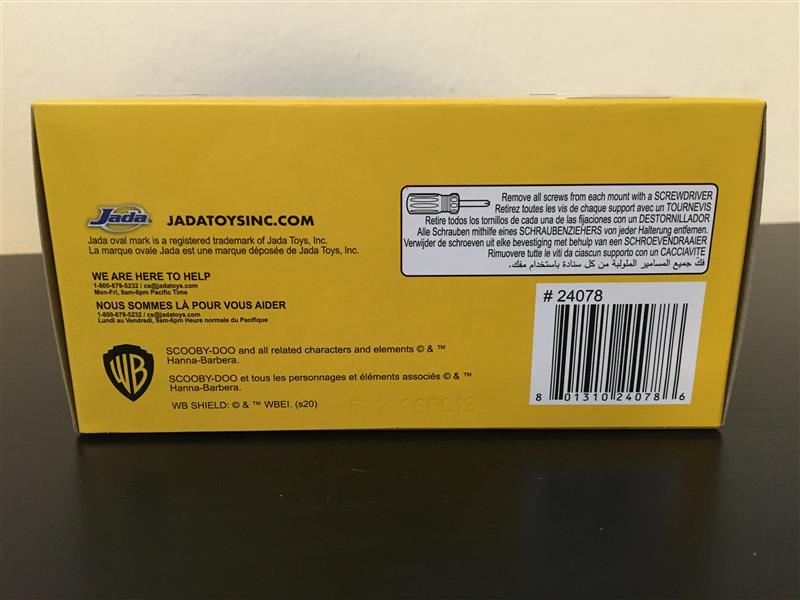 Jada
JADATOYSINC.COM
Jada oval mark is a registered trademark of Jada Toys, Inc.
La marque ovale Jada est une marque déposée de Jada Toys, Inc.
WE ARE HERE TO HELP
1-800-679-5232 / cs@jadatoys.com
Mon-Fri, 9am-6pm Pacific Time
NOUS SOMMES LÀ POUR VOUS AIDER
1-800-679-5232 / cs@jadatoys.com
Lundi au Vendredi, 9am-6pm Heure normale du Pacifique
WB
SCOOBY-DOO and all related characters and elements © & ™
Hanna-Barbera.
SCOOBY-DOO et tous les personnages et éléments associés © & ™
Hanna-Barbera.
WB SHIELD: © & ™ WBEI. (s20)
Remove all screws from each mount with a SCREWDRIVER
Retirez toutes les vis de chaque support avec un TOURNEVIS
Retire todos los tornillos de cada una de las fijaciones con un DESTORNILLADOR
Alle Schrauben mithilfe eines SCHRAUBENZIEHERS von jeder Halterung entfernen.
Verwijder de schroeven uit elke bevestiging met behulp van een SCHROEVENDRAAIER
Rimuovere tutte le viti da ciascun supporto con un CACCIAVITE
فك جميع المسامير الملولبة من كل سنادة باستخدام مفك.
# 24078
8 01310 24078 6